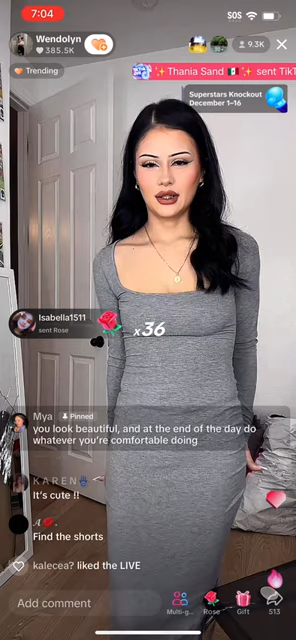 7:04
SOS
Wendolyn
385.5K
9.3K
Trending
Thania Sand 🇲🇽 ✨ sent TikT
Superstars Knockout
December 1–16
Isabella1511
sent Rose
x36
Mya Pinned
you look beautiful, and at the end of the day do
whatever you're comfortable doing
K A R E N
It's cute !!
𝓐💋.
Find the shorts
kalecea? liked the LIVE
Add comment
Multi-g...
Rose
Gift
513